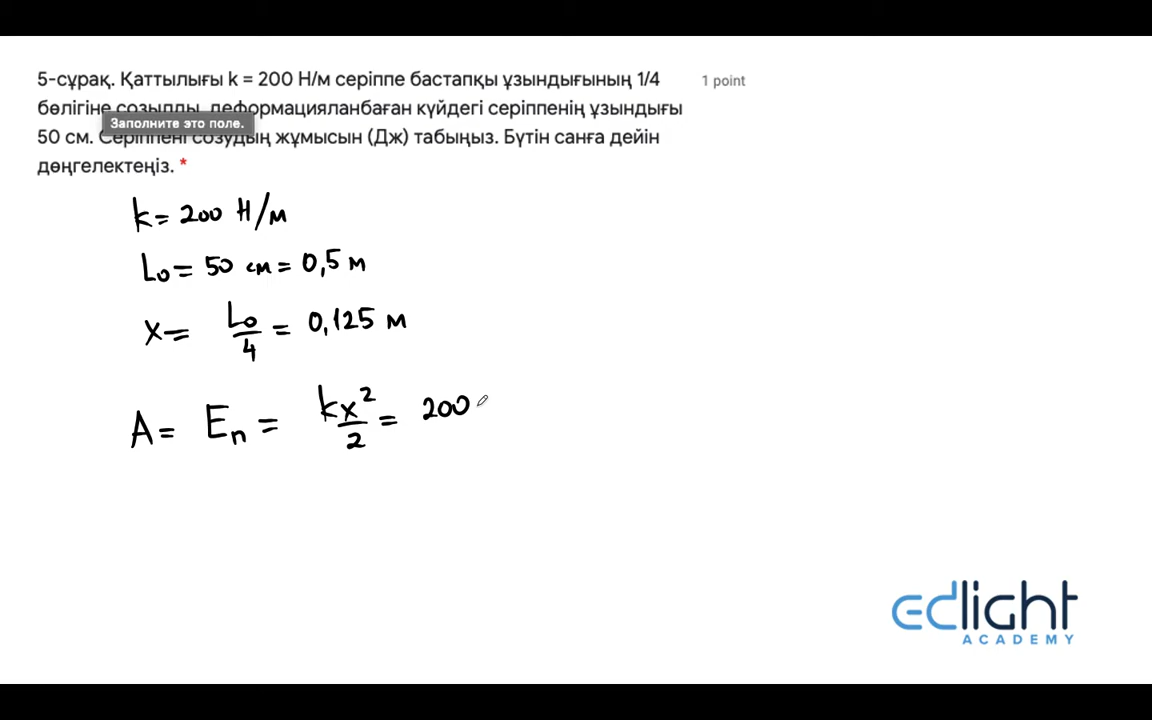 5-сұрақ. Қаттылығы k = 200 Н/м серіппе бастапқы ұзындығының 1/4
1 point
бөлігіне созылды, деформацияланбаған күйдегі серіппенің ұзындығы
Заполните это поле.
50 см. Серіппені созудың жұмысын (Дж) табыңыз. Бүтін санға дейін
дөңгелектеңіз. *
k = 200 Н/м
L₀ = 50 см = 0,5 м
x = L₀/4 = 0,125 м
A = Eп = kx²/2 = 200
edlight
ACADEMY